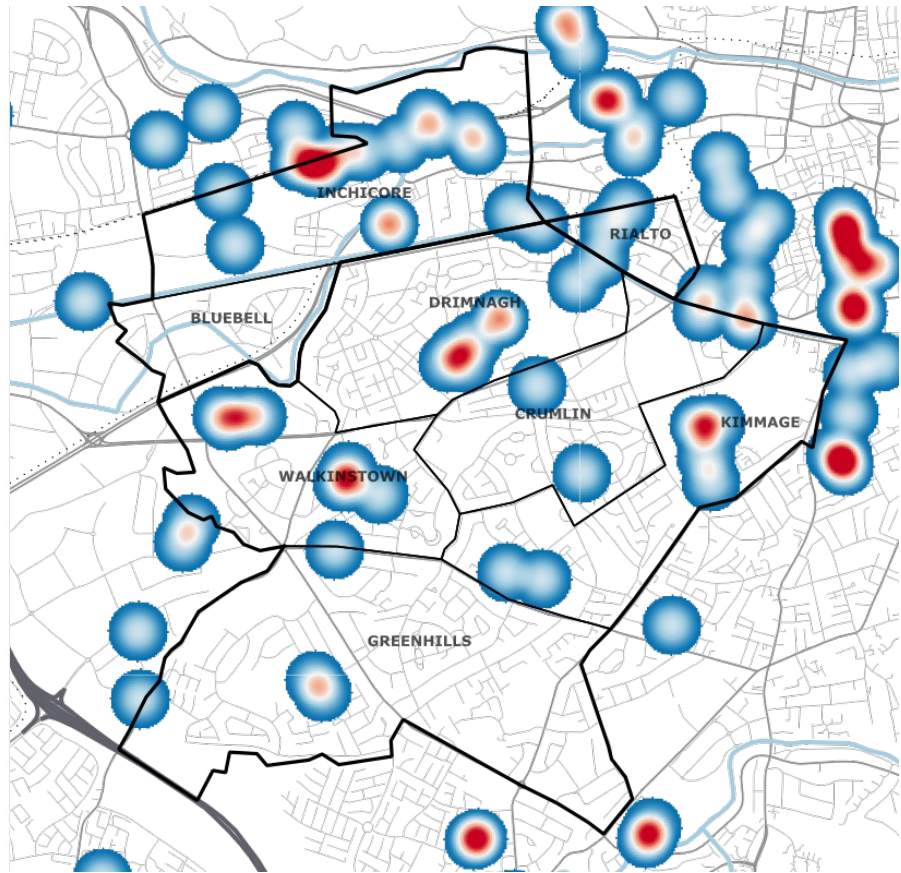 INCHICORE
RIALTO
DRIMNAGH
BLUEBELL
CRUMLIN
KIMMAGE
WALKINSTOWN
GREENHILLS